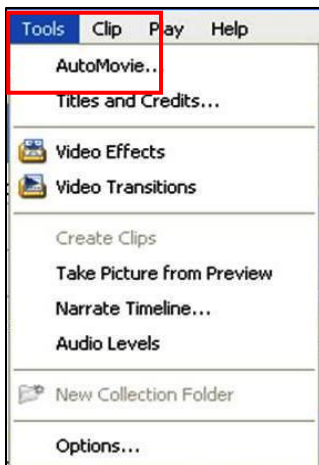 Tools Clip Play Help
AutoMovie...
Titles and Credits...
Video Effects
Video Transitions
Create Clips
Take Picture from Preview
Narrate Timeline...
Audio Levels
New Collection Folder
Options...